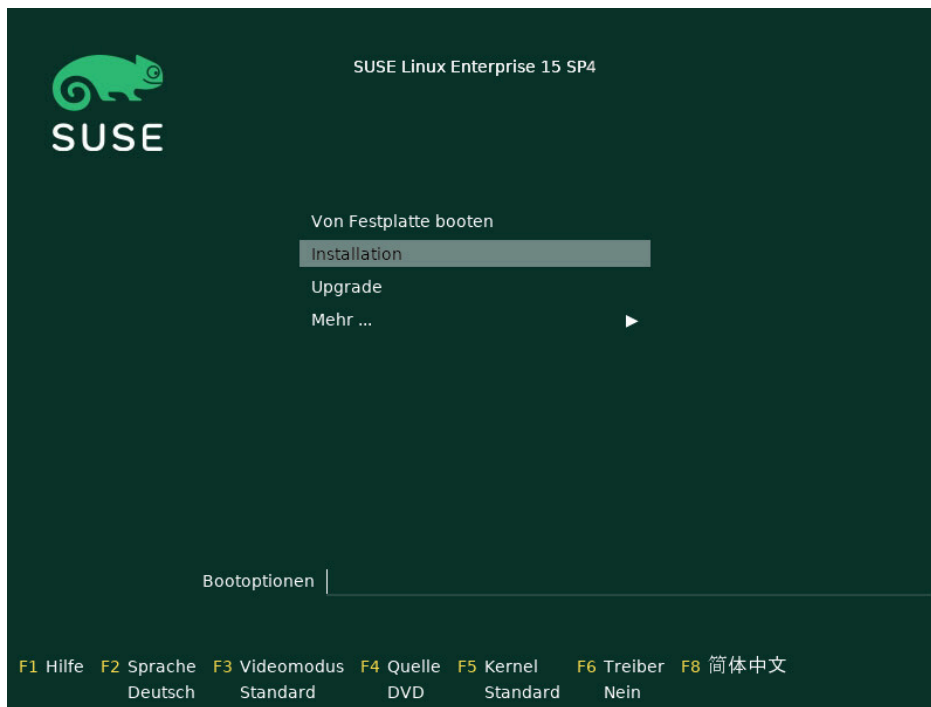 SUSE Linux Enterprise 15 SP4
SUSE
Von Festplatte booten
Installation
Upgrade
Mehr ...
Bootoptionen
F1 Hilfe F2 Sprache F3 Videomodus F4 Quelle F5 Kernel F6 Treiber F8 简体中文
Deutsch Standard DVD Standard Nein